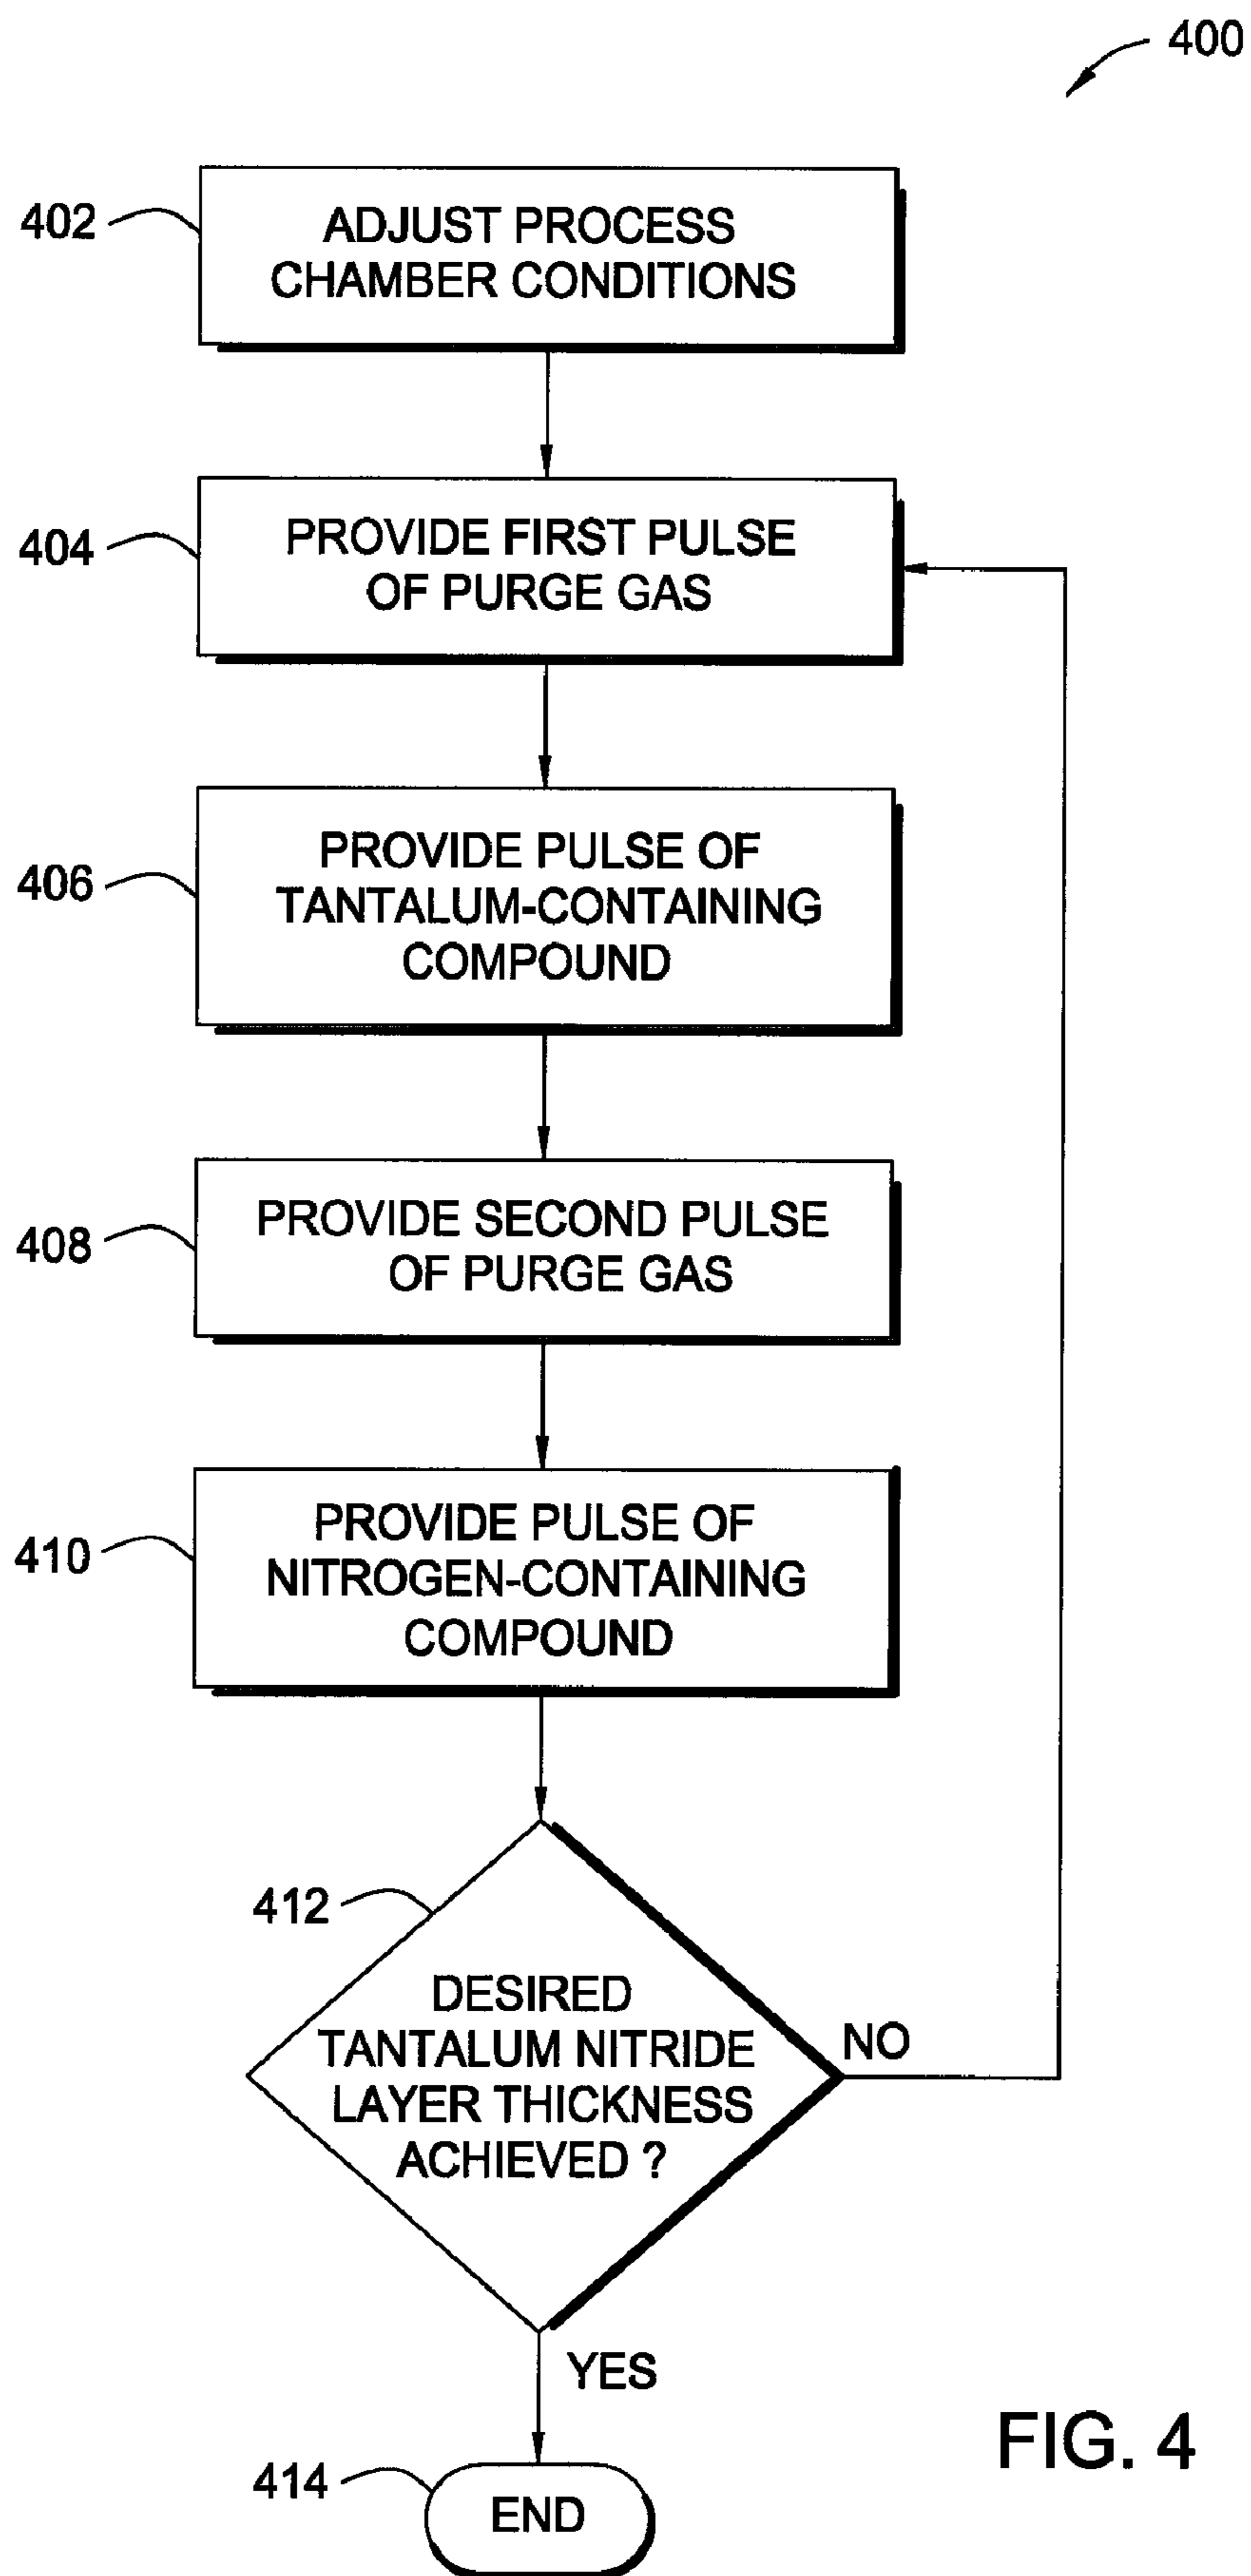 400
402
ADJUST PROCESS
CHAMBER CONDITIONS
404
PROVIDE FIRST PULSE
OF PURGE GAS
406
PROVIDE PULSE OF
TANTALUM-CONTAINING
COMPOUND
408
PROVIDE SECOND PULSE
OF PURGE GAS
410
PROVIDE PULSE OF
NITROGEN-CONTAINING
COMPOUND
412
DESIRED
TANTALUM NITRIDE
LAYER THICKNESS
ACHIEVED ?
NO
YES
414
END
FIG. 4